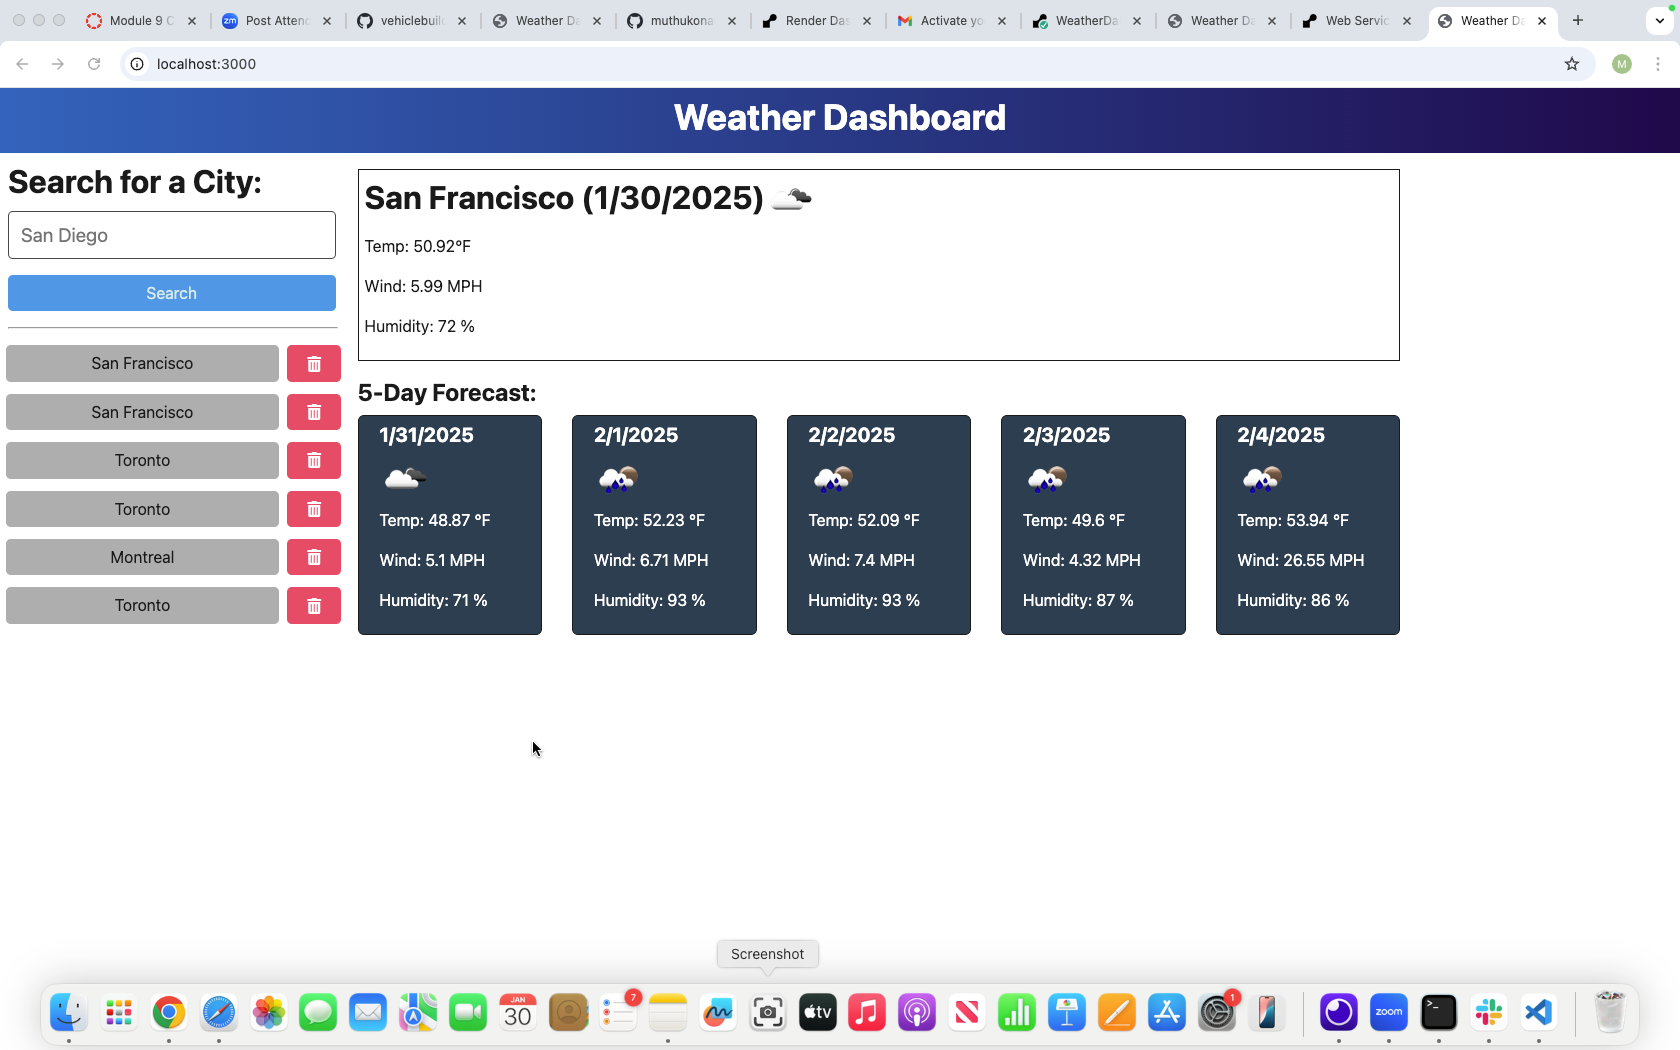 Module 9 C
Post Attend
vehiclebuil
Weather Da
muthukona
Render Das
Activate yo
WeatherDa
Weather Da
Web Servic
Weather Da
localhost:3000
M
Weather Dashboard
Search for a City:
San Diego
Search
San Francisco
San Francisco
Toronto
Toronto
Montreal
Toronto
San Francisco (1/30/2025)
Temp: 50.92°F
Wind: 5.99 MPH
Humidity: 72 %
5-Day Forecast:
1/31/2025
Temp: 48.87 °F
Wind: 5.1 MPH
Humidity: 71 %
2/1/2025
Temp: 52.23 °F
Wind: 6.71 MPH
Humidity: 93 %
2/2/2025
Temp: 52.09 °F
Wind: 7.4 MPH
Humidity: 93 %
2/3/2025
Temp: 49.6 °F
Wind: 4.32 MPH
Humidity: 87 %
2/4/2025
Temp: 53.94 °F
Wind: 26.55 MPH
Humidity: 86 %
Screenshot
JAN
30
7
tv
1
zoom